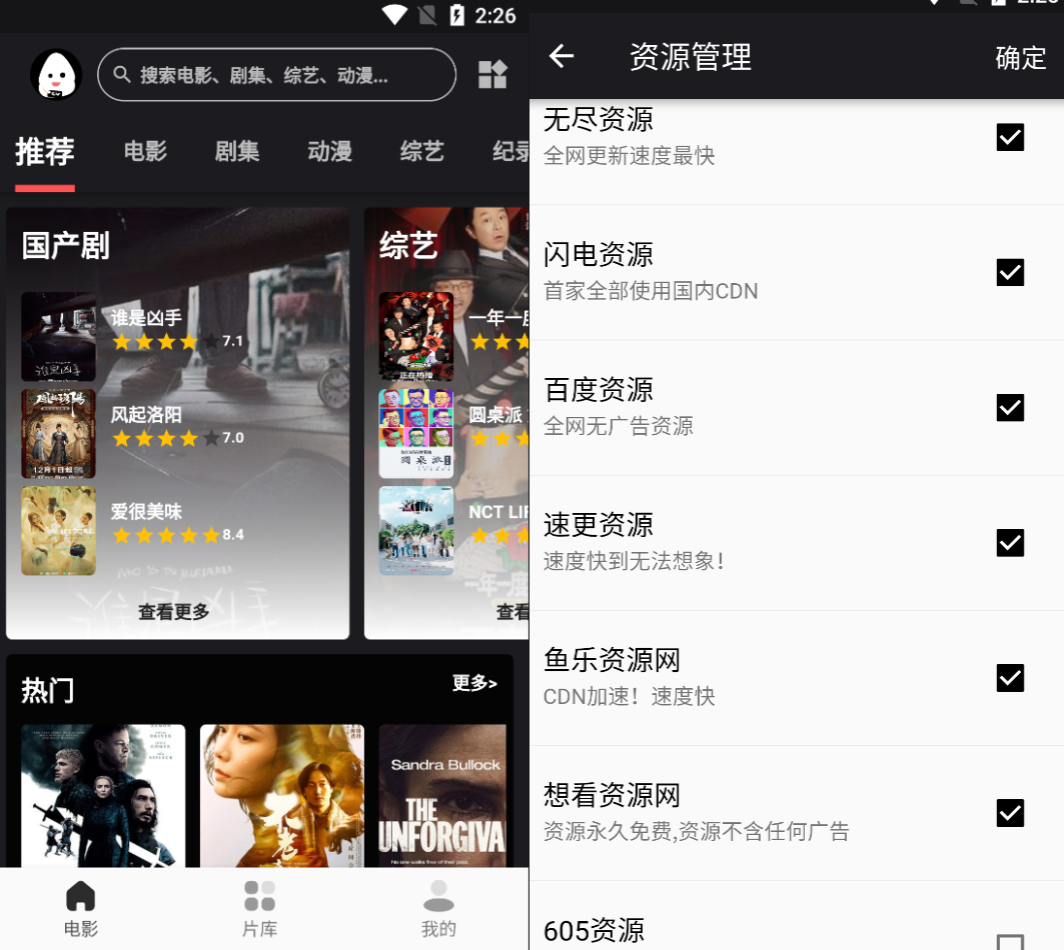 2:26
搜索电影、剧集、综艺、动漫...
推荐
电影
剧集
动漫
综艺
纪录
国产剧
谁是凶手
7.1
风起洛阳
7.0
爱很美味
8.4
查看更多
综艺
一年一度
圆桌派
NCT LIF
查看
热门
更多>
Sandra Bullock
THE
UNFORGIVA
No one walks free of their past.
电影
片库
我的
资源管理
确定
无尽资源
全网更新速度最快
闪电资源
首家全部使用国内CDN
百度资源
全网无广告资源
速更资源
速度快到无法想象！
鱼乐资源网
CDN加速！速度快
想看资源网
资源永久免费,资源不含任何广告
605资源